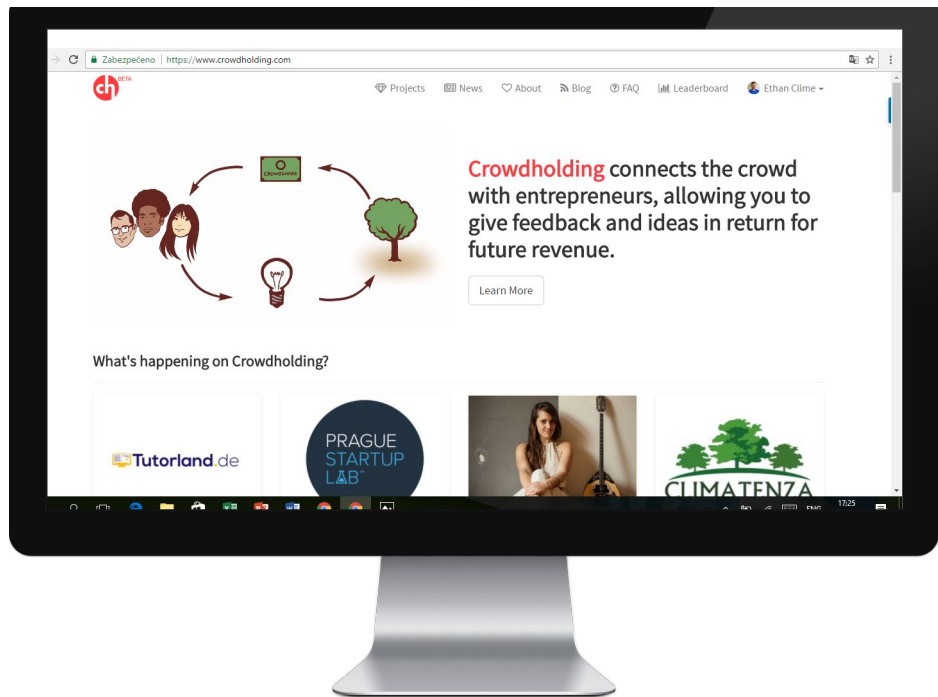 Zabezpečeno | https://www.crowdholding.com
ch BETA
Projects News About Blog FAQ Leaderboard Ethan Clime
CROWDSHARE
Crowdholding connects the crowd
with entrepreneurs, allowing you to
give feedback and ideas in return for
future revenue.
Learn More
What's happening on Crowdholding?
Tutorland.de
PRAGUE
STARTUP
LAB
CLIMATENZA
ENG 17:25